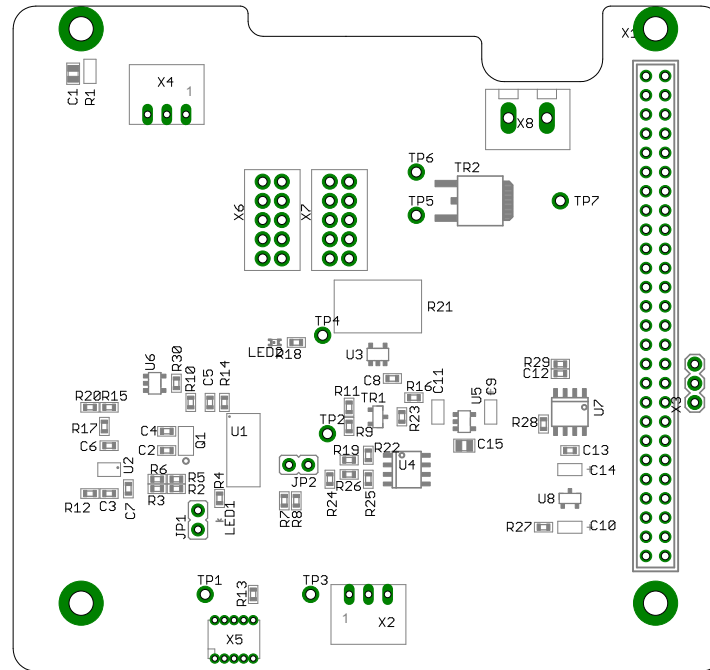 X1
X4
1
C1
R1
X8
TP6
TR2
TP5
TP7
X6
X7
R21
TP4
LED2
R18
U3
U6
R30
R10
C5
R14
C8
R16
C11
U5
C9
R29
C12
R20
R15
R11
TR1
R23
X3
R17
C4
Q1
U1
TP2
R9
R28
U7
C6
C2
R19
R22
U4
C15
C13
U2
R6
R5
R3
R2
R4
JP2
R26
R24
R25
C14
R12
C3
C7
JP1
LED1
R7
R8
U8
R27
C10
TP1
R13
TP3
X5
1
X2